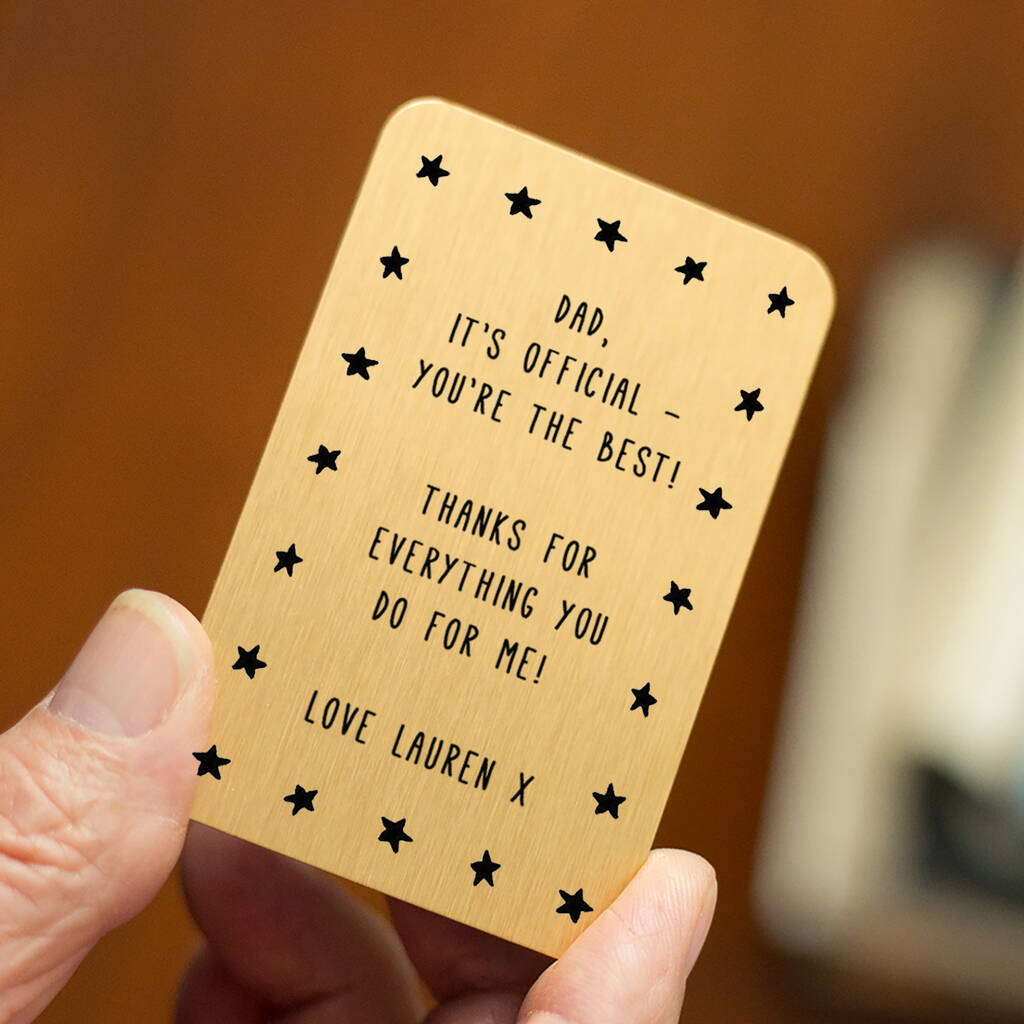 DAD,
IT'S OFFICIAL –
YOU'RE THE BEST!
THANKS FOR
EVERYTHING YOU
DO FOR ME!
LOVE LAUREN X